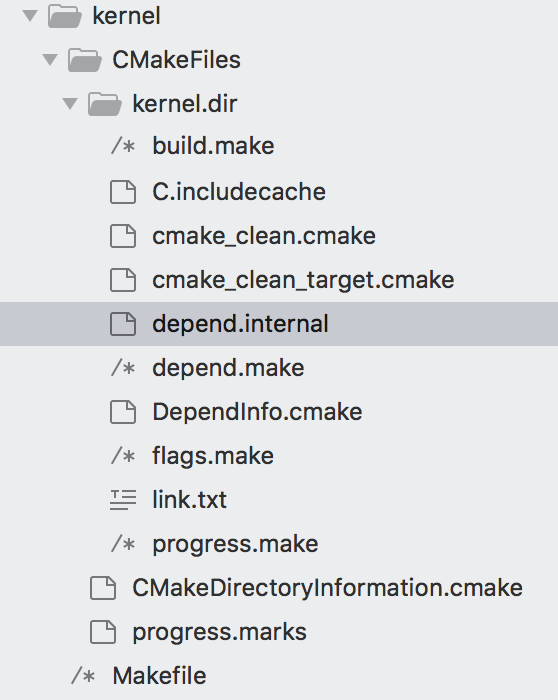 kernel
CMakeFiles
kernel.dir
build.make
C.includecache
cmake_clean.cmake
cmake_clean_target.cmake
depend.internal
depend.make
DependInfo.cmake
flags.make
link.txt
progress.make
CMakeDirectoryInformation.cmake
progress.marks
Makefile